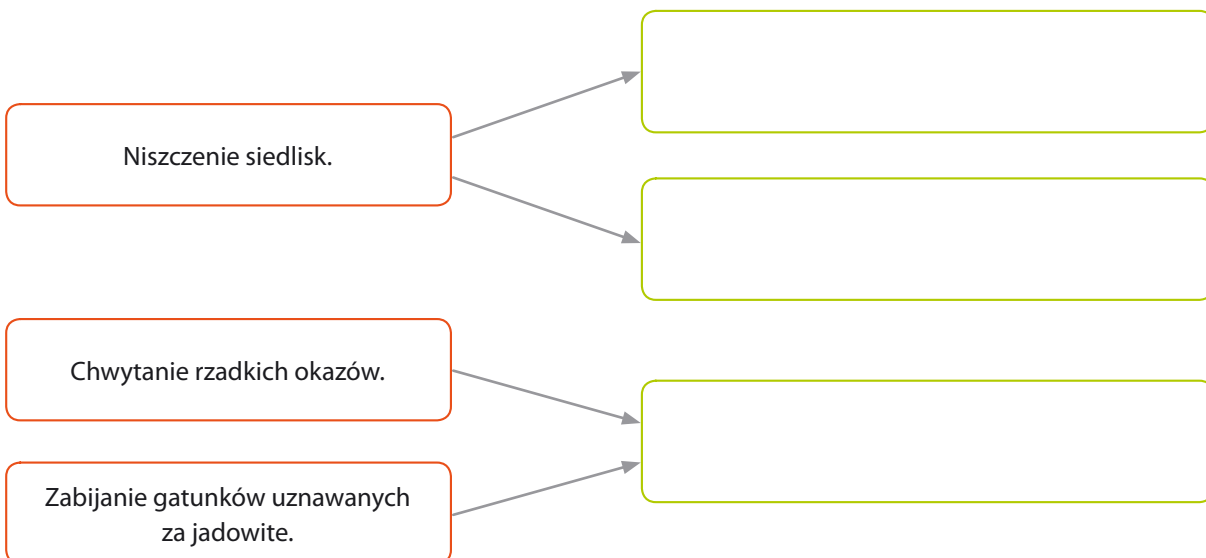 Niszczenie siedlisk.
Chwytanie rzadkich okazów.
Zabijanie gatunków uznawanych
za jadowite.